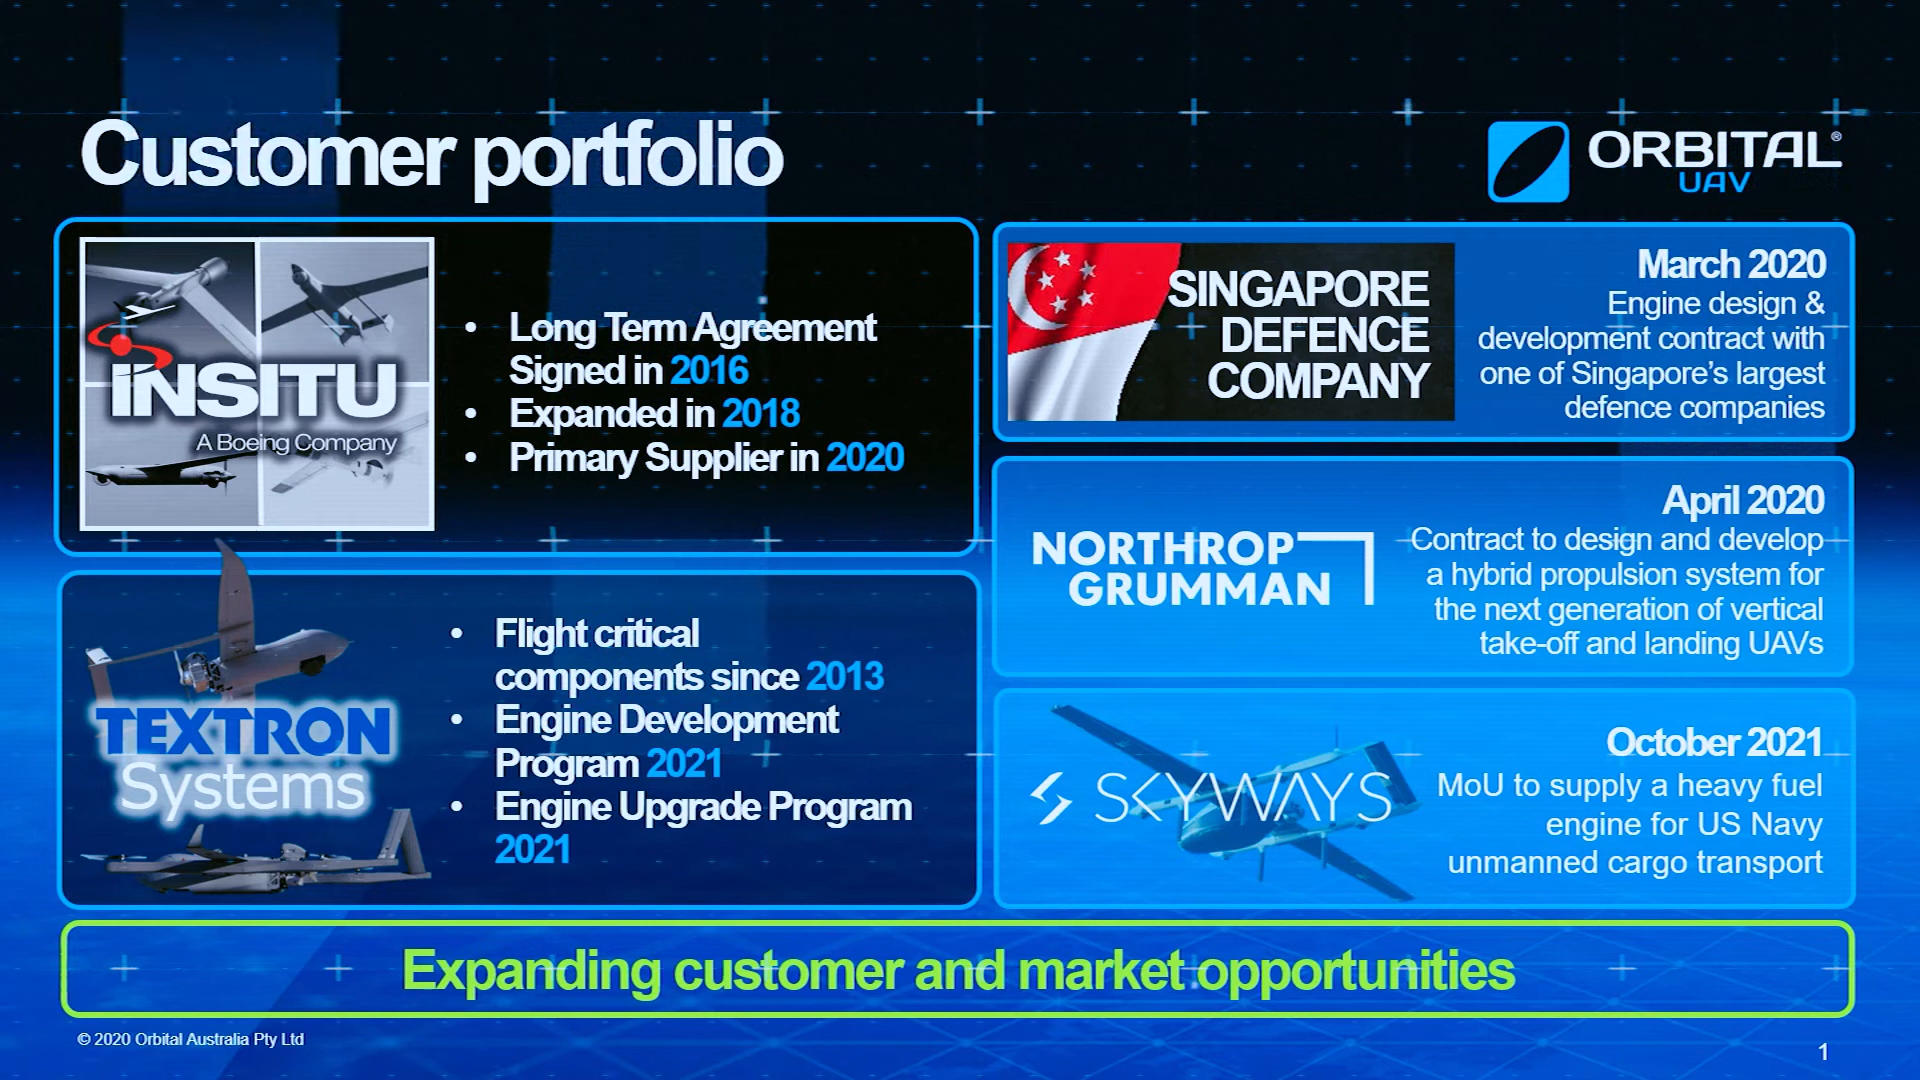 Customer portfolio
ORBITAL®
UAV
INSITU
A Boeing Company
• Long Term Agreement
Signed in 2016
• Expanded in 2018
• Primary Supplier in 2020
TEXTRON
Systems
• Flight critical
components since 2013
• Engine Development
Program 2021
• Engine Upgrade Program
2021
SINGAPORE
DEFENCE
COMPANY
March 2020
Engine design &
development contract with
one of Singapore’s largest
defence companies
NORTHROP
GRUMMAN
April 2020
Contract to design and develop
a hybrid propulsion system for
the next generation of vertical
take-off and landing UAVs
SKYWAYS
October 2021
MoU to supply a heavy fuel
engine for US Navy
unmanned cargo transport
Expanding customer and market opportunities
© 2020 Orbital Australia Pty Ltd
1